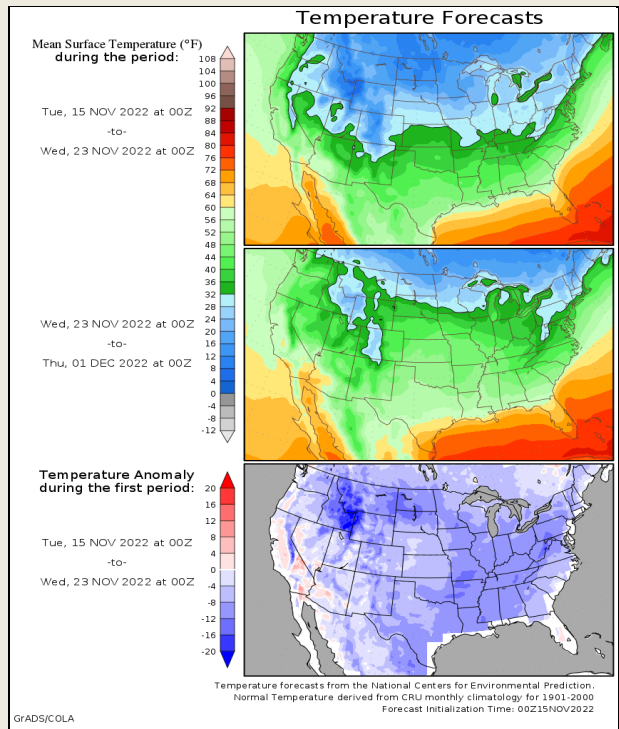 Temperature Forecasts
Mean Surface Temperature (°F)
during the period:
Tue, 15 NOV 2022 at 00Z
-to-
Wed, 23 NOV 2022 at 00Z
108
104
100
96
92
88
84
80
76
72
68
64
60
56
52
48
44
40
36
32
28
24
20
16
12
8
4
0
-4
-8
-12
Wed, 23 NOV 2022 at 00Z
-to-
Thu, 01 DEC 2022 at 00Z
Temperature Anomaly
during the first period:
Tue, 15 NOV 2022 at 00Z
-to-
Wed, 23 NOV 2022 at 00Z
20
16
12
8
4
0
-4
-8
-12
-16
-20
Temperature forecasts from the National Centers for Environmental Prediction.
Normal Temperature derived from CRU monthly climatology for 1901-2000
Forecast Initialization Time: 00Z15NOV2022
GrADS/COLA